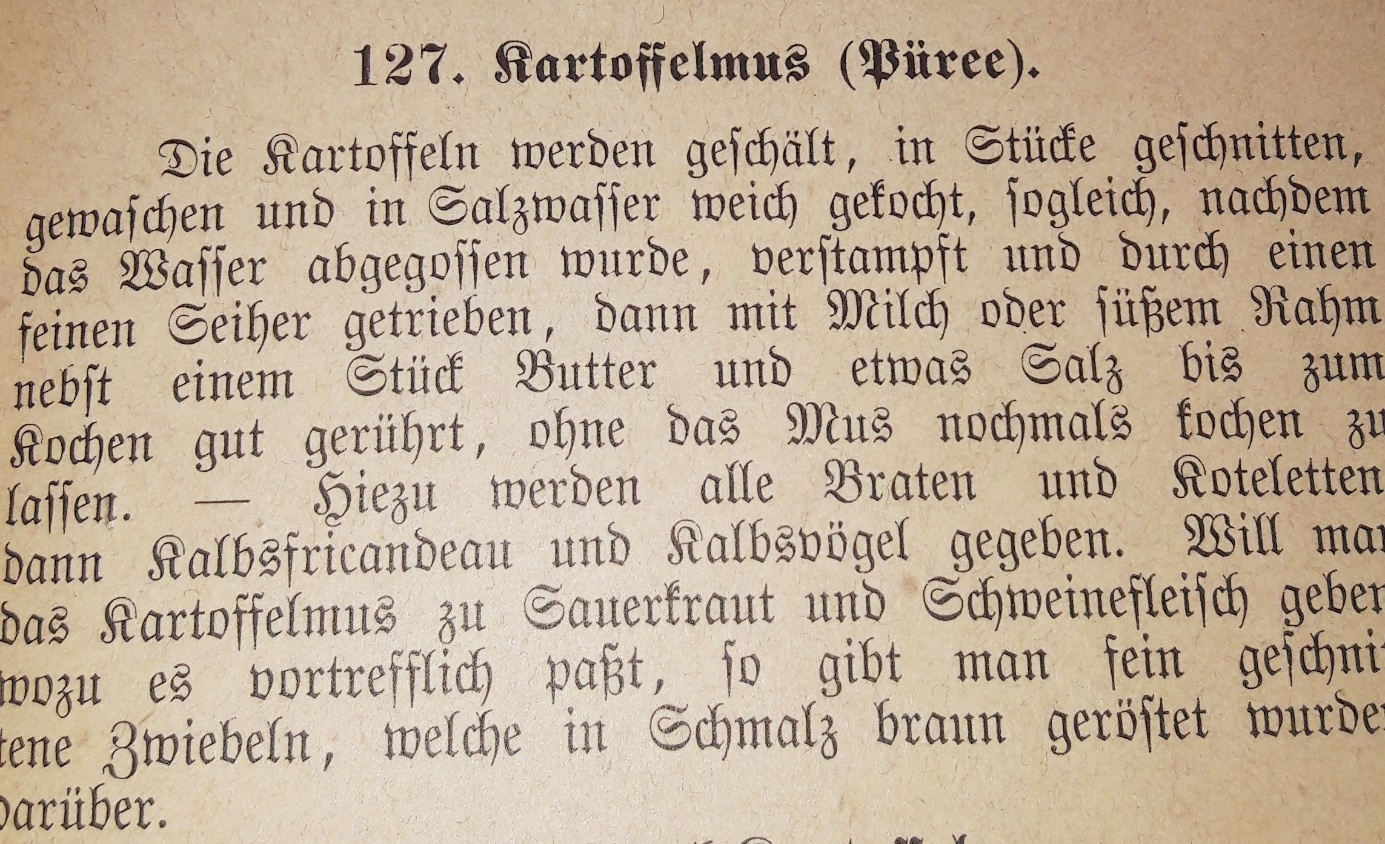 127. Kartoffelmus (Püree).
Die Kartoffeln werden geschält, in Stücke geschnitten,
gewaschen und in Salzwasser weich gekocht, sogleich, nachdem
das Wasser abgegossen wurde, verstampft und durch einen
feinen Seiher getrieben, dann mit Milch oder süßem Rahm
nebst einem Stück Butter und etwas Salz bis zum
Kochen gut gerührt, ohne das Mus nochmals kochen zu
lassen. — Hiezu werden alle Braten und Koteletten
dann Kalbsfricandeau und Kalbsvögel gegeben. Will man
das Kartoffelmus zu Sauerkraut und Schweinefleisch geben
wozu es vortrefflich paßt, so gibt man fein geschnit
tene Zwiebeln, welche in Schmalz braun geröstet wurden
darüber.